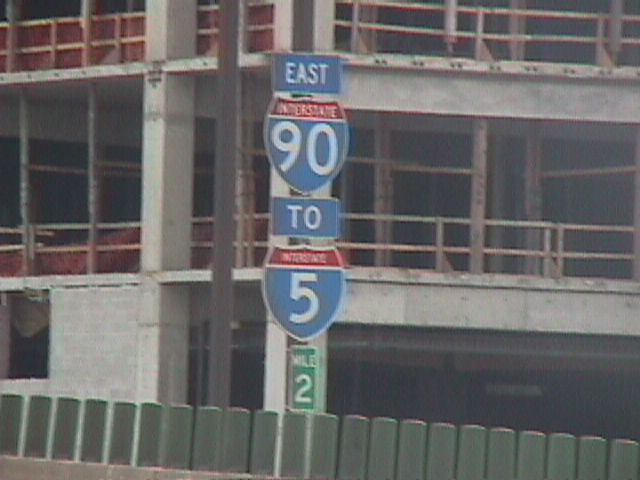 EAST
INTERSTATE
90
TO
INTERSTATE
5
MILE
2